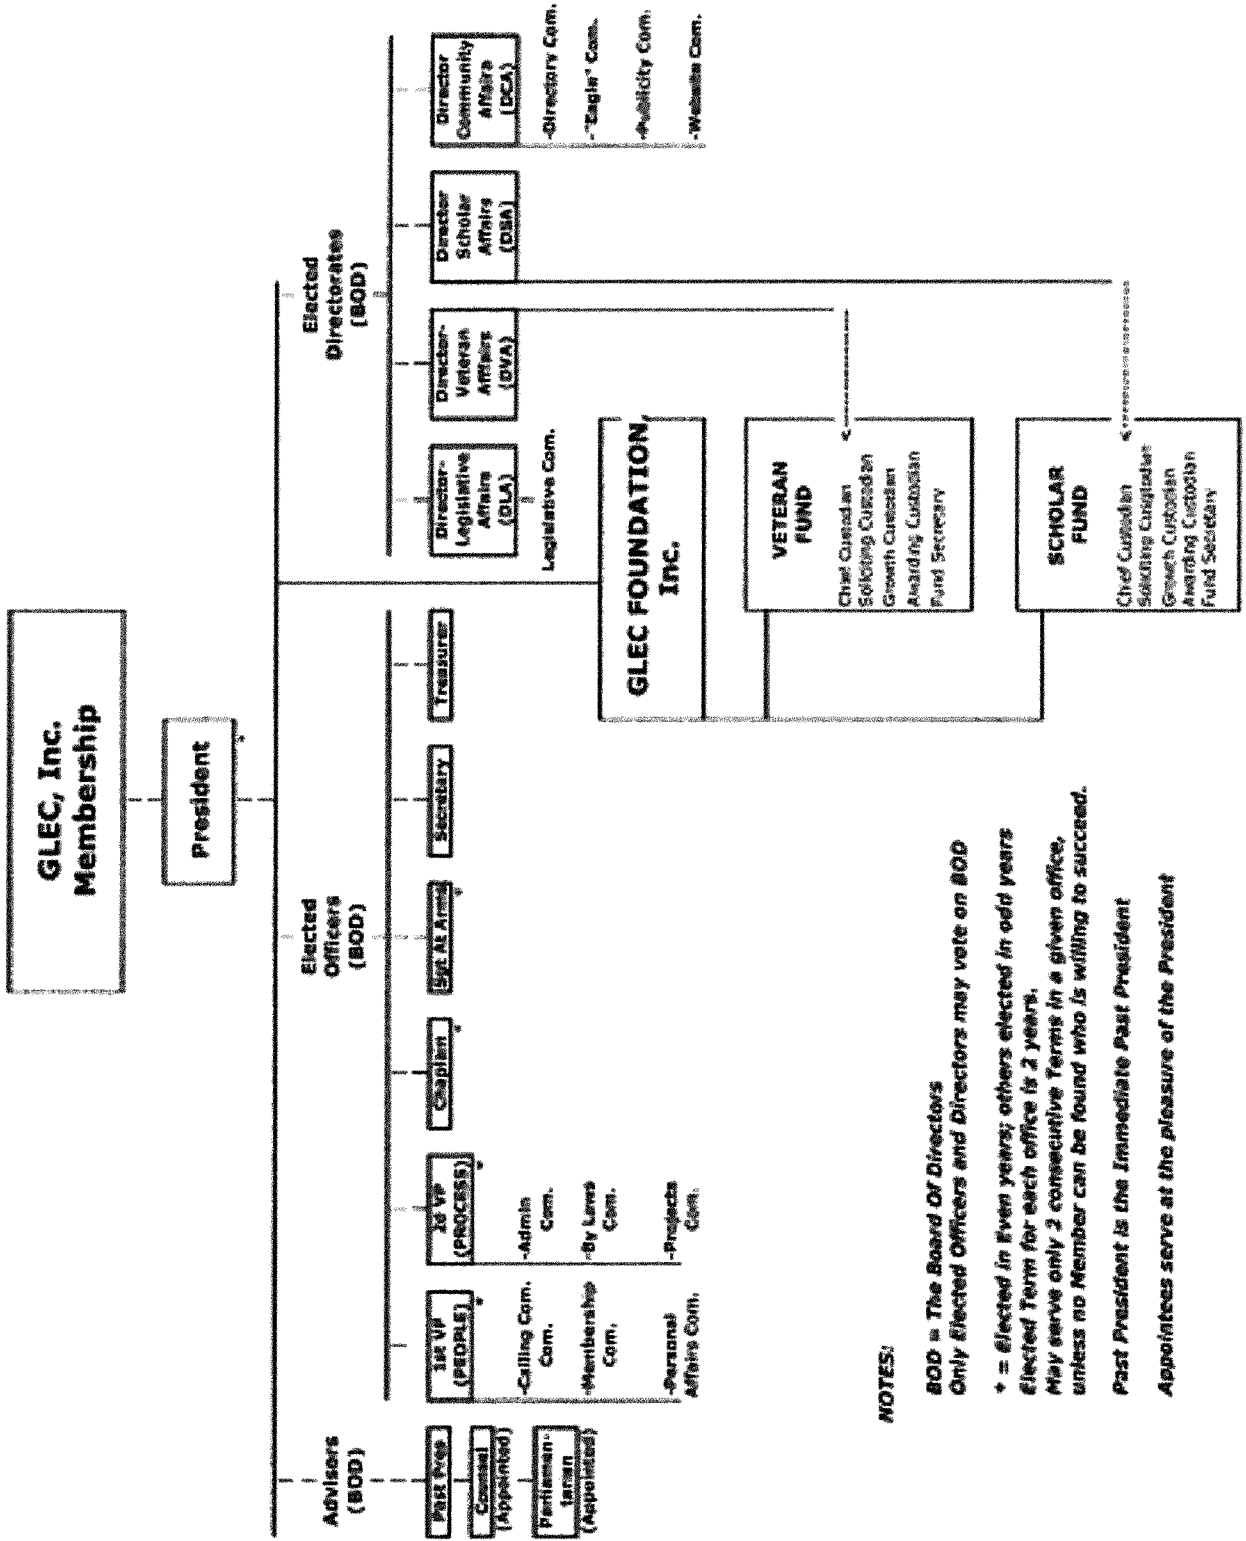 GLEC, Inc.
Membership
President
*
Advisors
(BOD)
Elected
Officers
(BOD)
Elected
Directorates
(BOD)
Past Pres
Counsel
(Appointed)
Parliamen-
tarian
(Appointed)
1st VP
(PEOPLE)
*
-Calling Com.
Com.
-Membership
Com.
-Personal
Affairs Com.
2d VP
(PROCESS)
*
-Admin
Com.
-By Laws
Com.
-Projects
Com.
Chaplain
*
Sgt At Arms
*
Secretary
Treasurer
Director-
Legislative
Affairs
(DLA)
Legislative Com.
Director-
Veteran
Affairs
(DVA)
Director
Scholar
Affairs
(DSA)
Director
Community
Affairs
(DCA)
-Directory Com.
-"Eagle" Com.
-Publicity Com.
-Website Com.
GLEC FOUNDATION,
Inc.
VETERAN
FUND
Chief Custodian
Soliciting Custodian
Growth Custodian
Awarding Custodian
Fund Secretary
SCHOLAR
FUND
Chief Custodian
Soliciting Custodian
Growth Custodian
Awarding Custodian
Fund Secretary
NOTES:
BOD = The Board Of Directors
Only Elected Officers and Directors may vote on BOD
* = Elected in Even years; others elected in odd years
Elected Term for each office is 2 years.
May serve only 2 consecutive Terms in a given office,
unless no Member can be found who is willing to succeed.
Past President is the Immediate Past President
Appointees serve at the pleasure of the President